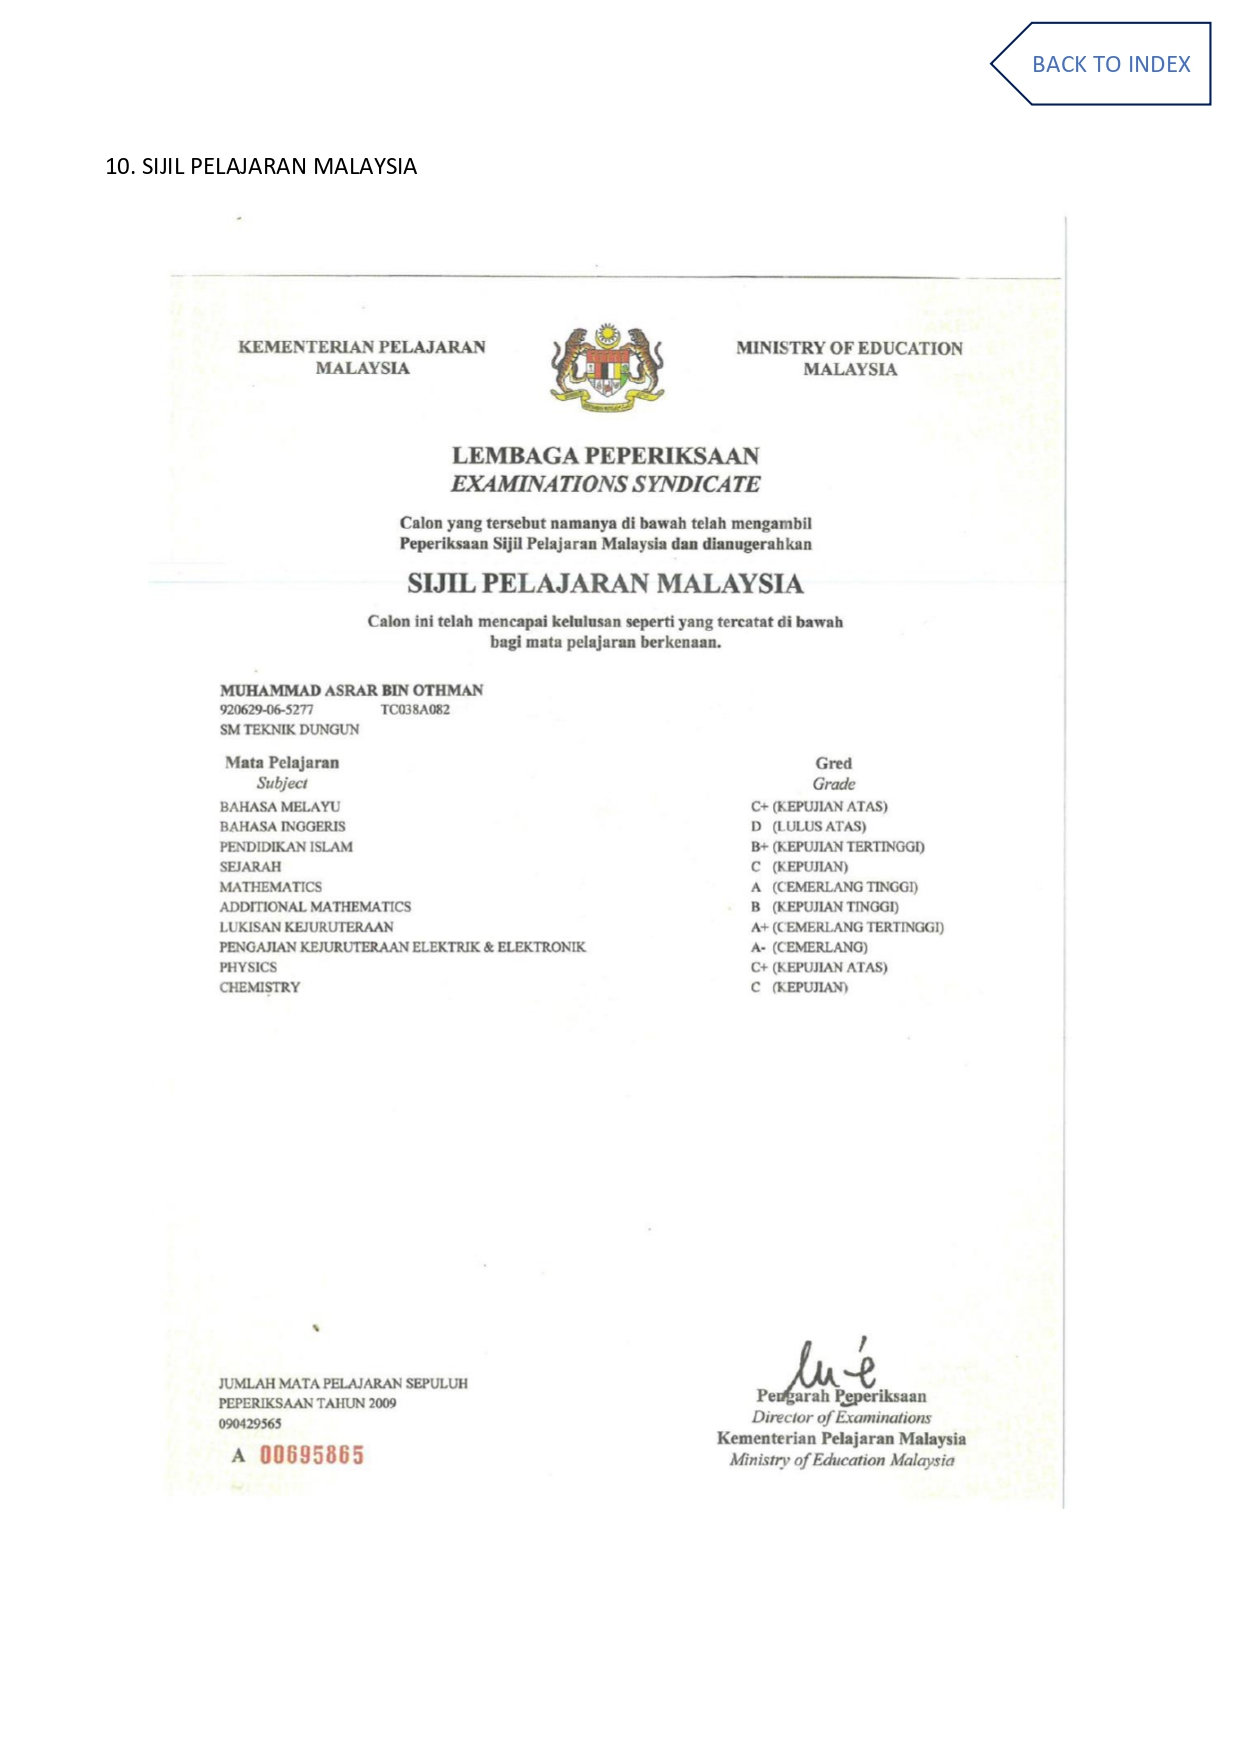 BACK TO INDEX
10. SIJIL PELAJARAN MALAYSIA
KEMENTERIAN PELAJARAN
MALAYSIA
MINISTRY OF EDUCATION
MALAYSIA
LEMBAGA PEPERIKSAAN
EXAMINATIONS SYNDICATE
Calon yang tersebut namanya di bawah telah mengambil
Peperiksaan Sijil Pelajaran Malaysia dan dianugerahkan
SIJIL PELAJARAN MALAYSIA
Calon ini telah mencapai kelulusan seperti yang tercatat di bawah
bagi mata pelajaran berkenaan.
MUHAMMAD ASRAR BIN OTHMAN
920629-06-5277 TC038A082
SM TEKNIK DUNGUN
Mata Pelajaran Gred
Subject Grade
BAHASA MELAYU C+ (KEPUJIAN ATAS)
BAHASA INGGERIS D (LULUS ATAS)
PENDIDIKAN ISLAM B+ (KEPUJIAN TERTINGGI)
SEJARAH C (KEPUJIAN)
MATHEMATICS A (CEMERLANG TINGGI)
ADDITIONAL MATHEMATICS B (KEPUJIAN TINGGI)
LUKISAN KEJURUTERAAN A+ (CEMERLANG TERTINGGI)
PENGAJIAN KEJURUTERAAN ELEKTRIK & ELEKTRONIK A- (CEMERLANG)
PHYSICS C+ (KEPUJIAN ATAS)
CHEMISTRY C (KEPUJIAN)
JUMLAH MATA PELAJARAN SEPULUH
PEPERIKSAAN TAHUN 2009
090429565
A 00695865
Pengarah Peperiksaan
Director of Examinations
Kementerian Pelajaran Malaysia
Ministry of Education Malaysia